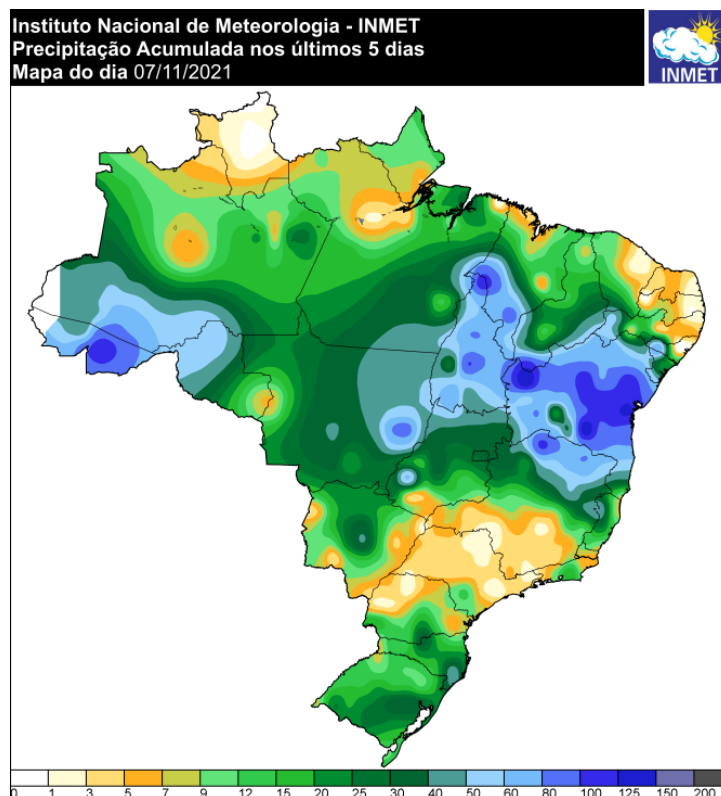 Instituto Nacional de Meteorologia - INMET
Precipitação Acumulada nos últimos 5 dias
Mapa do dia 07/11/2021
INMET
0 1 3 5 7 9 12 15 20 25 30 40 50 60 80 100 125 150 200